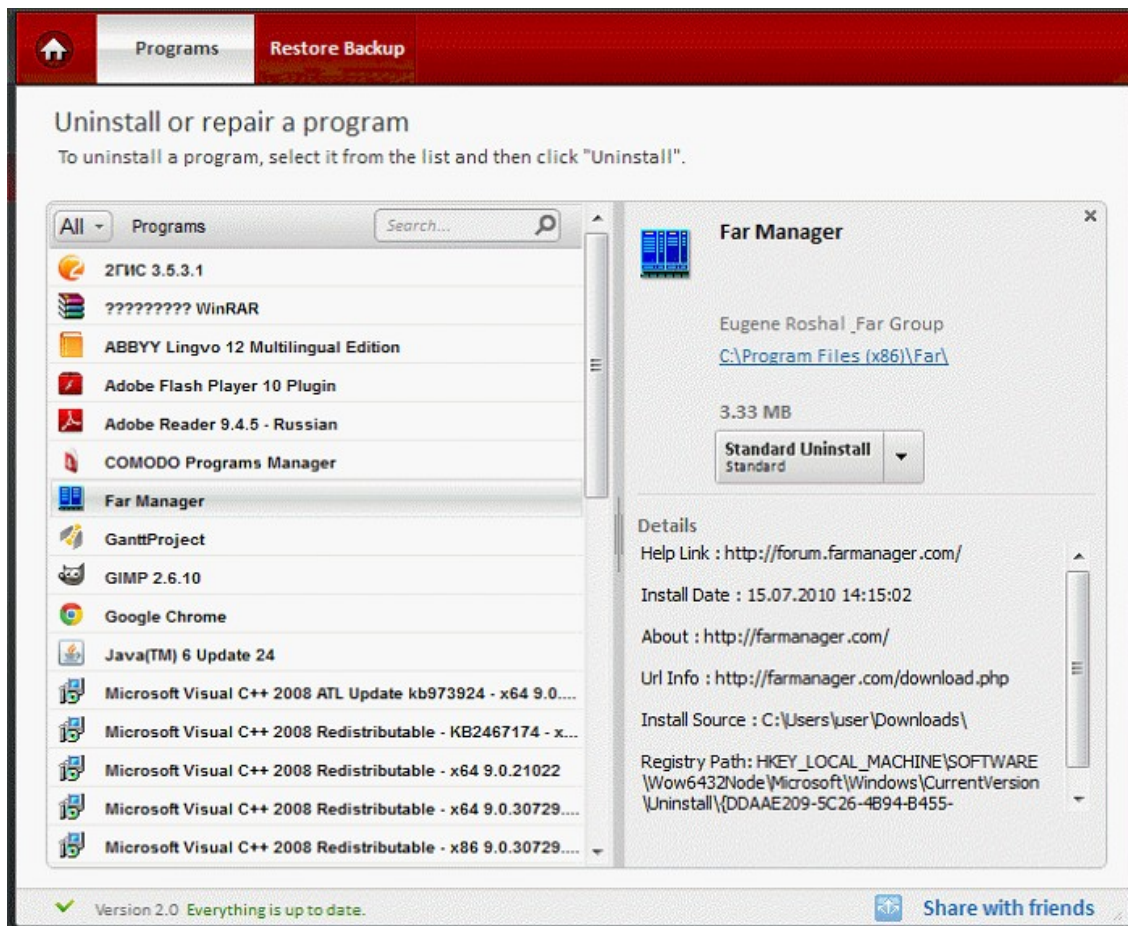 Programs
Restore Backup
Uninstall or repair a program
To uninstall a program, select it from the list and then click "Uninstall".
All
Programs
Search...
2ГИС 3.5.3.1
????????? WinRAR
ABBYY Lingvo 12 Multilingual Edition
Adobe Flash Player 10 Plugin
Adobe Reader 9.4.5 - Russian
COMODO Programs Manager
Far Manager
GanttProject
GIMP 2.6.10
Google Chrome
Java(TM) 6 Update 24
Microsoft Visual C++ 2008 ATL Update kb973924 - x64 9.0....
Microsoft Visual C++ 2008 Redistributable - KB2467174 - x...
Microsoft Visual C++ 2008 Redistributable - x64 9.0.21022
Microsoft Visual C++ 2008 Redistributable - x64 9.0.30729....
Microsoft Visual C++ 2008 Redistributable - x86 9.0.30729....
Far Manager
Eugene Roshal _Far Group
C:\Program Files (x86)\Far\
3.33 MB
Standard Uninstall
Standard
Details
Help Link : http://forum.farmanager.com/
Install Date : 15.07.2010 14:15:02
About : http://farmanager.com/
Url Info : http://farmanager.com/download.php
Install Source : C:\Users\user\Downloads\
Registry Path: HKEY_LOCAL_MACHINE\SOFTWARE
\Wow6432Node\Microsoft\Windows\CurrentVersion
\Uninstall\{DDAAE209-5C26-4B94-B455-
Version 2.0 Everything is up to date.
Share with friends